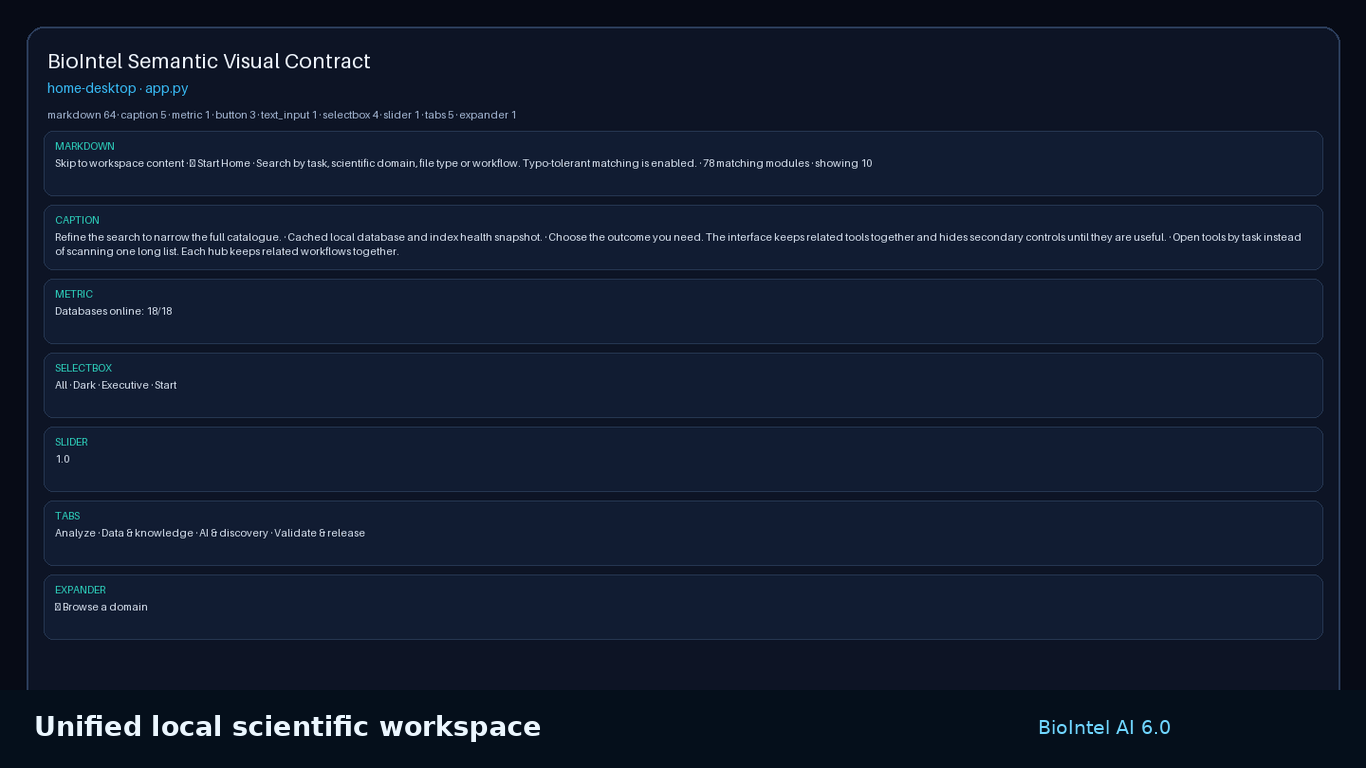 BioIntel Semantic Visual Contract
home-desktop · app.py
markdown 64 · caption 5 · metric 1 · button 3 · text_input 1 · selectbox 4 · slider 1 · tabs 5 · expander 1
MARKDOWN
Skip to workspace content · Start Home · Search by task, scientific domain, file type or workflow. Typo-tolerant matching is enabled. · 78 matching modules · showing 10
CAPTION
Refine the search to narrow the full catalogue. · Cached local database and index health snapshot. · Choose the outcome you need. The interface keeps related tools together and hides secondary controls until they are useful. · Open tools by task instead
of scanning one long list. Each hub keeps related workflows together.
METRIC
Databases online: 18/18
SELECTBOX
All · Dark · Executive · Start
SLIDER
1.0
TABS
Analyze · Data & knowledge · AI & discovery · Validate & release
EXPANDER
Browse a domain
Unified local scientific workspace
BioIntel AI 6.0